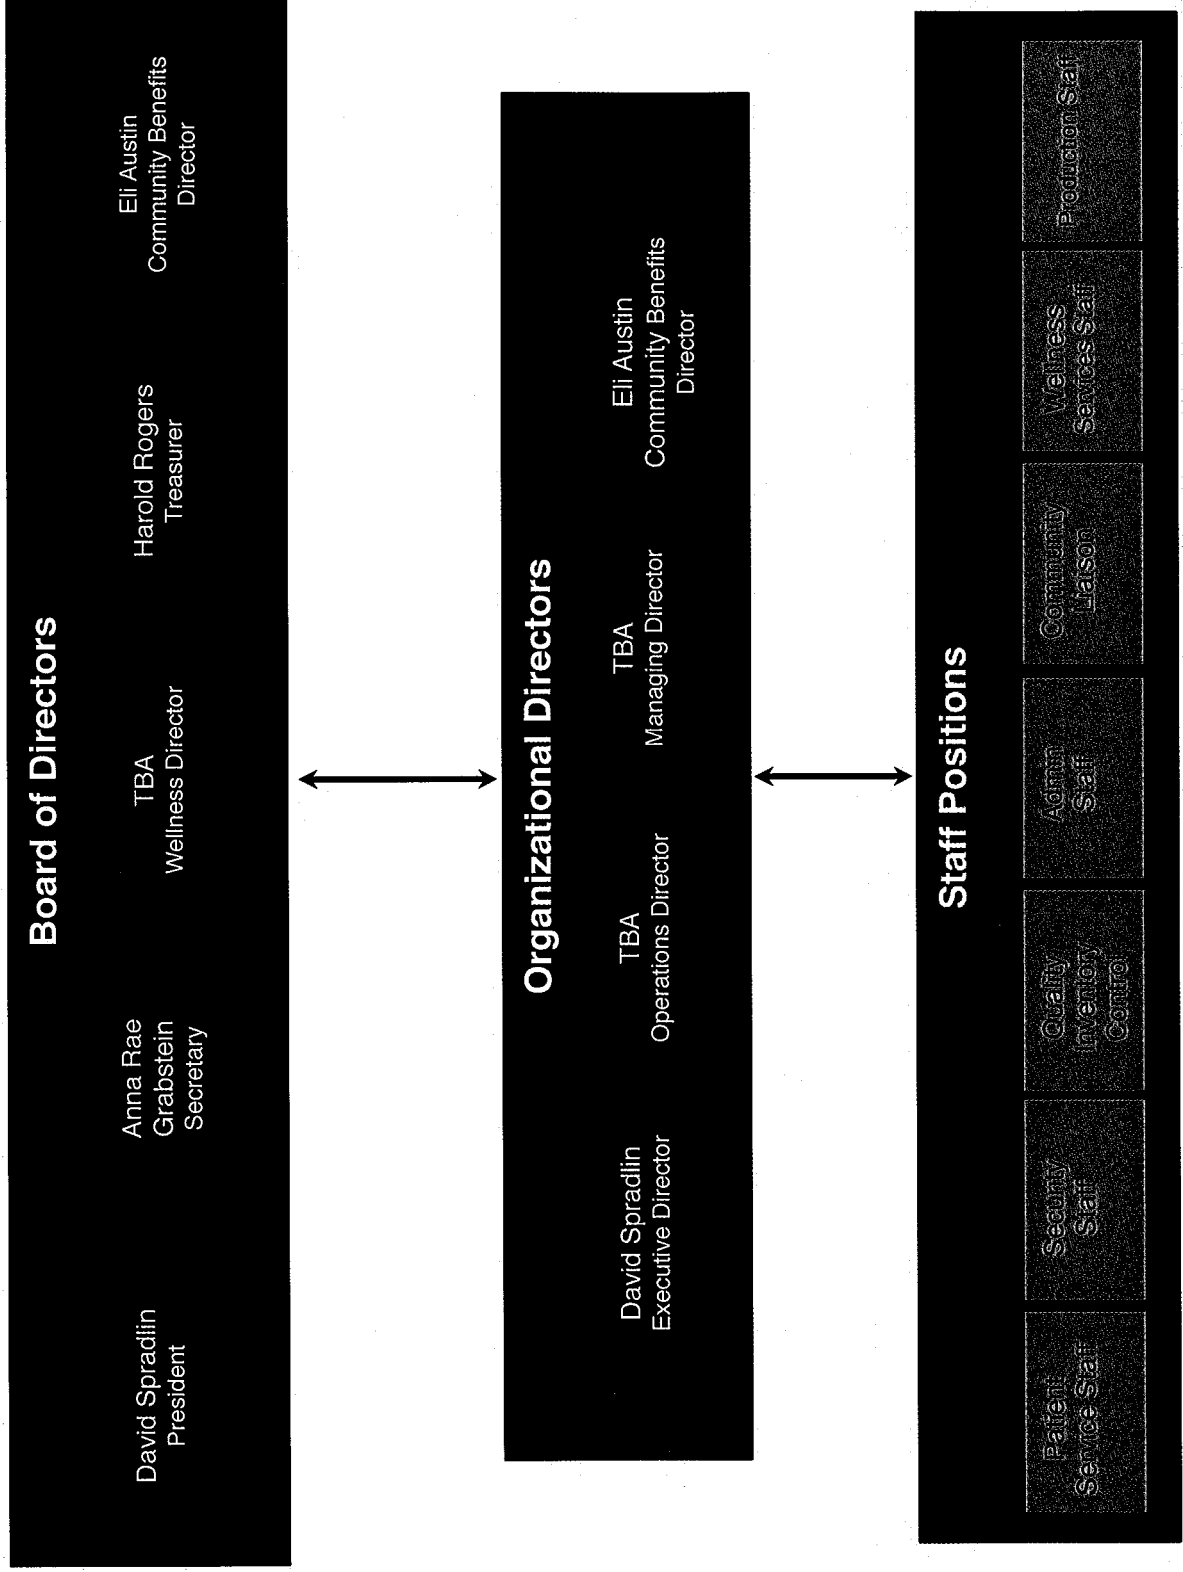 Board of Directors
David Spradlin
President
Anna Rae
Grabstein
Secretary
TBA
Wellness Director
Harold Rogers
Treasurer
Eli Austin
Community Benefits
Director
Organizational Directors
David Spradlin
Executive Director
TBA
Operations Director
TBA
Managing Director
Eli Austin
Community Benefits
Director
Staff Positions
Patient
Service Staff
Security
Staff
Quality
Inventory
Control
Admin
Staff
Community
Liaison
Wellness
Services Staff
Production Staff